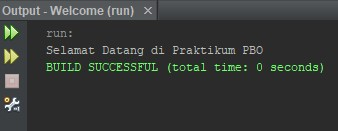 Output - Welcome (run)
run:
Selamat Datang di Praktikum PBO
BUILD SUCCESSFUL (total time: 0 seconds)